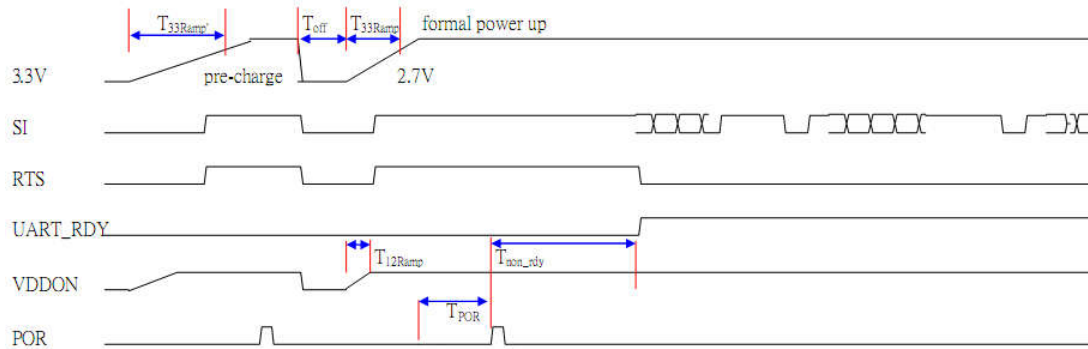 T33Ramp' Toff T33Ramp formal power up
3.3V pre-charge 2.7V
SI
RTS
UART_RDY
T12Ramp Tnon_rdy
VDDON
TPOR
POR